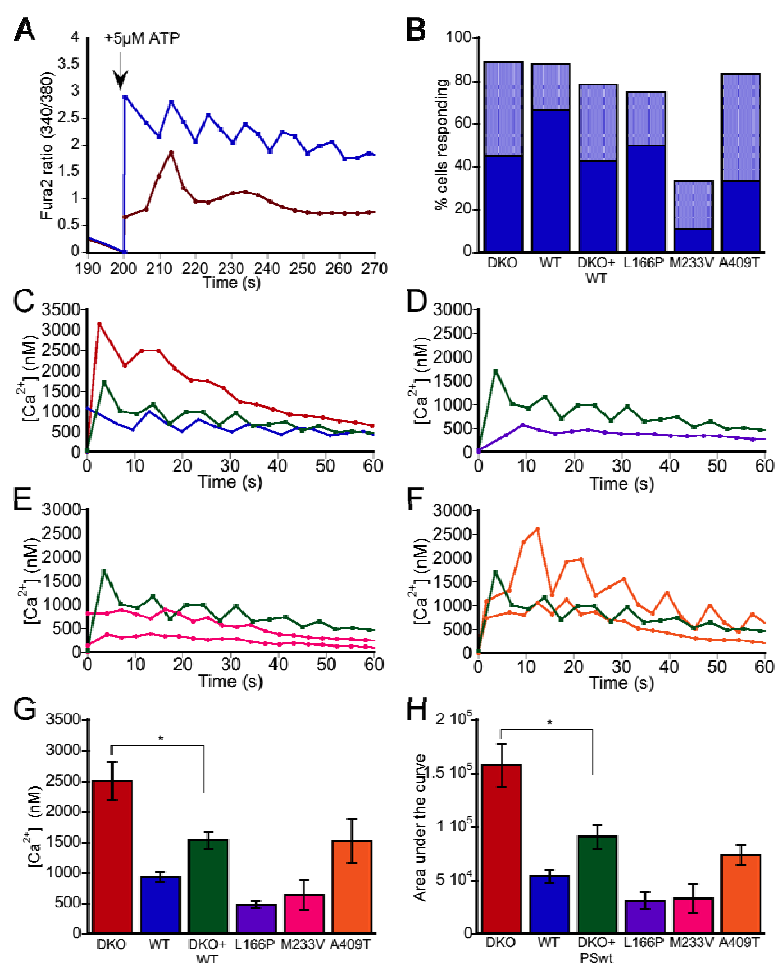 A
+5µM ATP
Fura2 ratio (340/380)
4
3.5
3
2.5
2
1.5
1
0.5
0
190 200 210 220 230 240 250 260 270
Time (s)
B
% cells responding
100
80
60
40
20
0
DKO WT DKO+ WT L166P M233V A409T
C
[Ca2+] (nM)
3500
3000
2500
2000
1500
1000
500
0
0 10 20 30 40 50 60
Time (s)
D
[Ca2+] (nM)
3000
2500
2000
1500
1000
500
0
0 10 20 30 40 50 60
Time (s)
E
[Ca2+] (nM)
3000
2500
2000
1500
1000
500
0
0 10 20 30 40 50 60
Time (s)
F
[Ca2+] (nM)
3000
2500
2000
1500
1000
500
0
0 10 20 30 40 50 60
Time (s)
G
[Ca2+] (nM)
3500
3000
2500
2000
1500
1000
500
0
*
DKO WT DKO+ WT L166P M233V A409T
H
Area under the curve
2 10^5
1.5 10^5
1 10^5
5 10^4
0
*
DKO WT DKO+ PSwt L166P M233V A409T